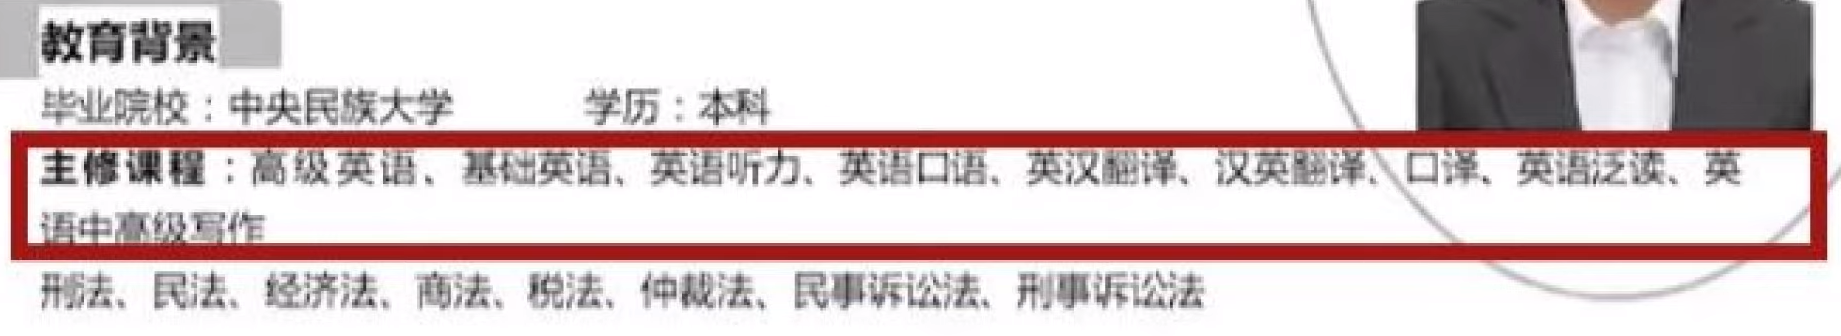 教育背景
毕业院校：中央民族大学 学历：本科
主修课程：高级英语、基础英语、英语听力、英语口语、英汉翻译、汉英翻译、口译、英语泛读、英
语中高级写作
刑法、民法、经济法、商法、税法、仲裁法、民事诉讼法、刑事诉讼法